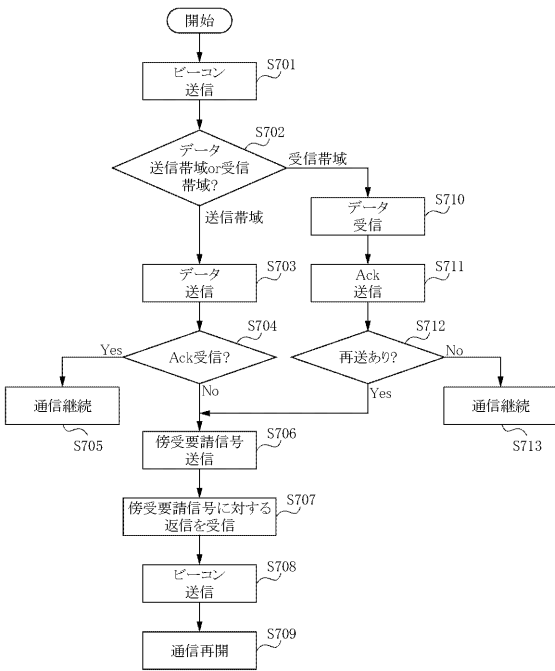 開始
ビーコン
送信
S701
データ
送信帯域or受信
帯域?
S702
受信帯域
送信帯域
データ
受信
S710
データ
送信
S703
Ack
送信
S711
Ack受信?
S704
Yes
No
再送あり?
S712
No
Yes
通信継続
S705
通信継続
S713
傍受要請信号
送信
S706
傍受要請信号に対する
返信を受信
S707
ビーコン
送信
S708
通信再開
S709